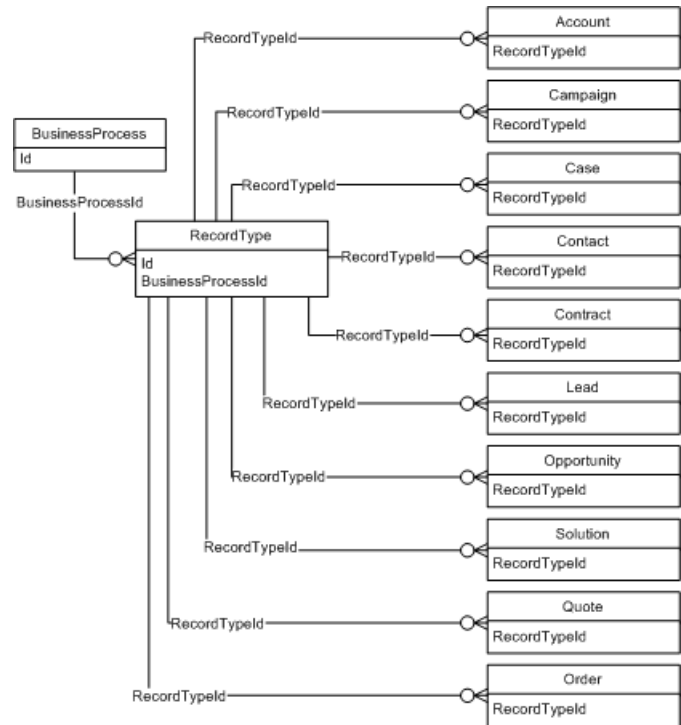 Account
RecordTypeId
RecordTypeId
Campaign
RecordTypeId
RecordTypeId
BusinessProcess
Id
BusinessProcessId
Case
RecordTypeId
RecordTypeId
RecordType
Id
BusinessProcessId
Contact
RecordTypeId
RecordTypeId
Contract
RecordTypeId
RecordTypeId
Lead
RecordTypeId
RecordTypeId
Opportunity
RecordTypeId
RecordTypeId
Solution
RecordTypeId
RecordTypeId
Quote
RecordTypeId
RecordTypeId
Order
RecordTypeId
RecordTypeId